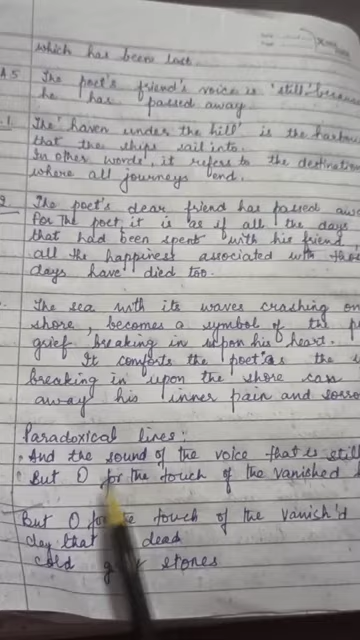 which has been lost.
A.5 The poet's friend's voice is 'still' because
he has passed away
The 'haven under the hill' is the harbou
that the ships sail into.
In other words, it refers to the destination
where all journeys end.
The poet's dear friend has passed awa
For the poet, it is as if all the days
that had been spent with his friend
all the happiness associated with those
days have died too.
The sea with its waves crashing on
shore, becomes a symbol of the
grief breaking in upon his heart.
It comforts the poet as the
breaking in upon the shore can
away his inner pain and sorro
Paradoxical lines:
And the sound of the voice that is still
But O for the touch of the vanished
But O for the touch of the vanish'd
day that dead
cold stones